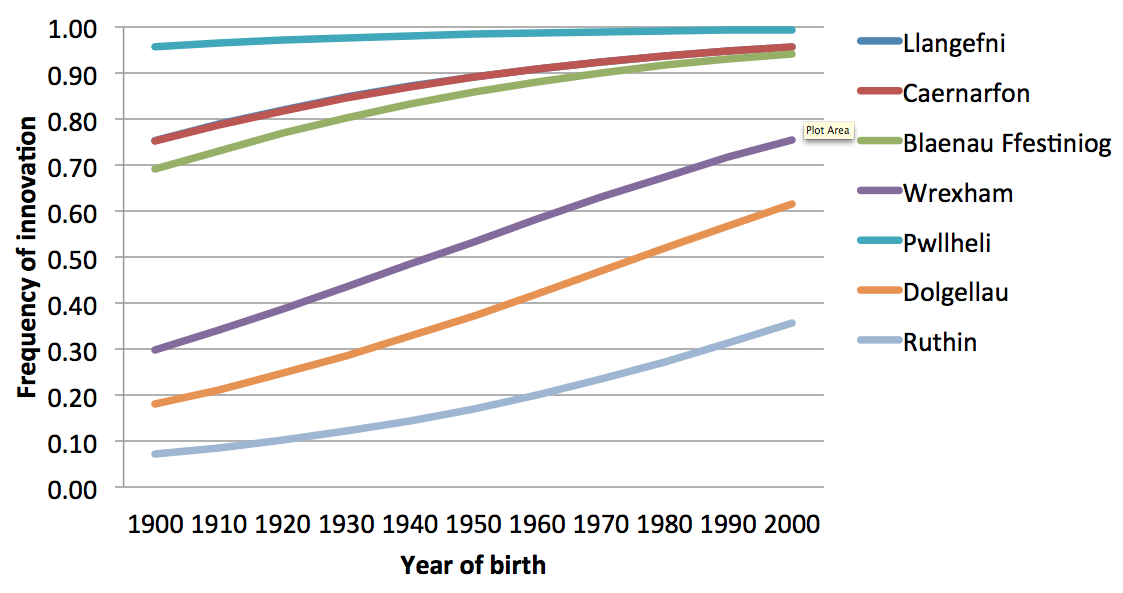 1.00
0.90
0.80
0.70
0.60
0.50
0.40
0.30
0.20
0.10
0.00
Frequency of innovation
1900 1910 1920 1930 1940 1950 1960 1970 1980 1990 2000
Year of birth
Plot Area
Llangefni
Caernarfon
Blaenau Ffestiniog
Wrexham
Pwllheli
Dolgellau
Ruthin